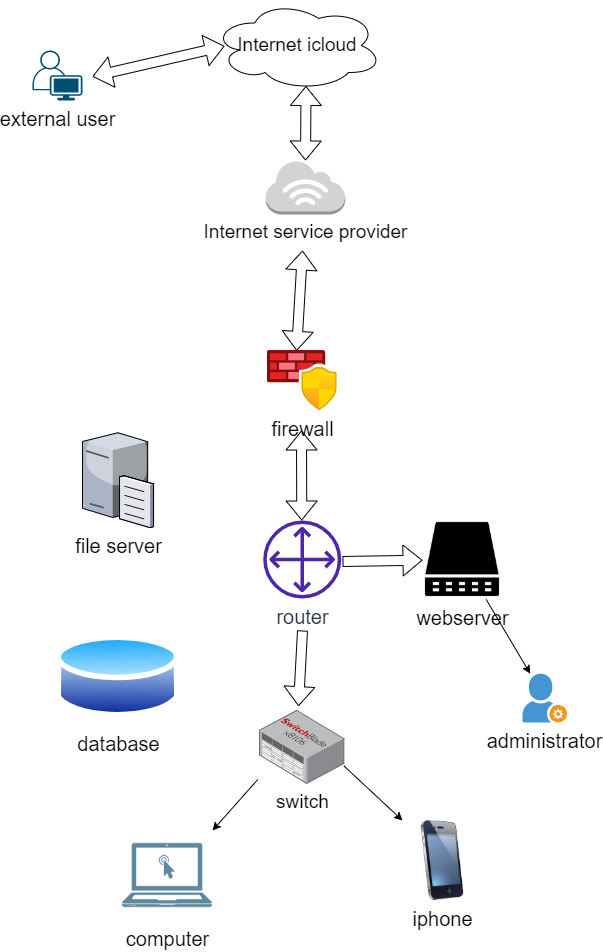 Internet icloud
external user
Internet service provider
firewall
file server
router
webserver
database
administrator
SwitchBlade
x8106
switch
iphone
computer